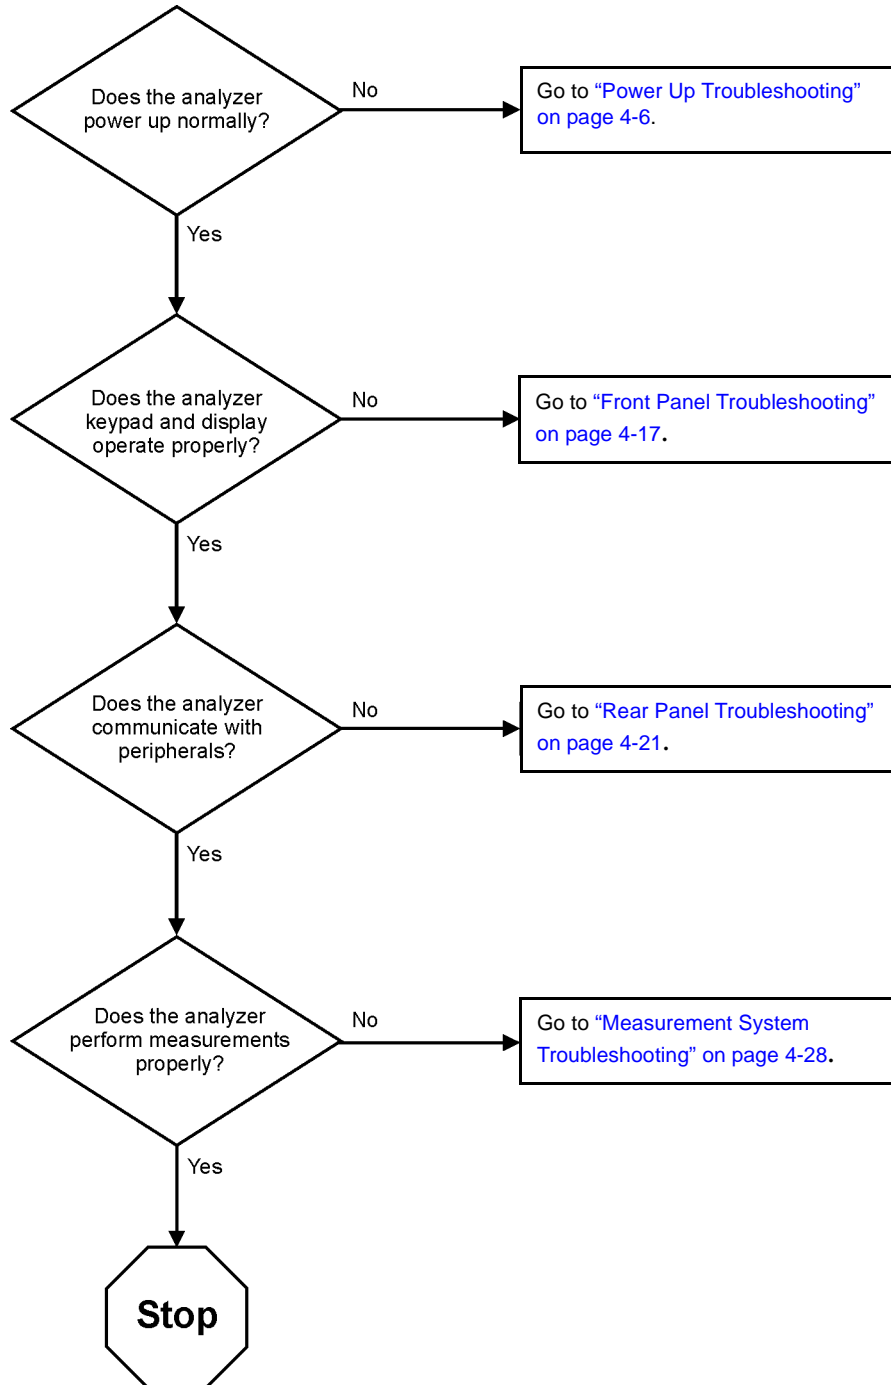 Does the analyzer
power up normally?
No
Go to “Power Up Troubleshooting”
on page 4-6.
Yes
Does the analyzer
keypad and display
operate properly?
No
Go to “Front Panel Troubleshooting”
on page 4-17.
Yes
Does the analyzer
communicate with
peripherals?
No
Go to “Rear Panel Troubleshooting”
on page 4-21.
Yes
Does the analyzer
perform measurements
properly?
No
Go to “Measurement System
Troubleshooting” on page 4-28.
Yes
Stop